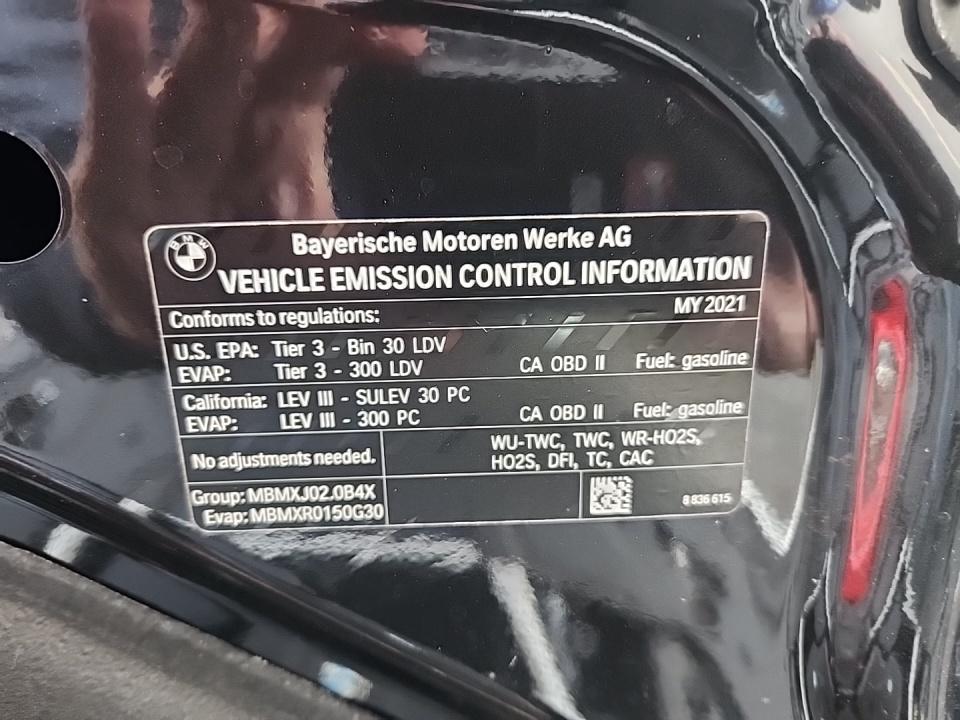 BMW
Bayerische Motoren Werke AG
VEHICLE EMISSION CONTROL INFORMATION
Conforms to regulations: MY 2021
U.S. EPA: Tier 3 - Bin 30 LDV
EVAP: Tier 3 - 300 LDV CA OBD II Fuel: gasoline
California: LEV III - SULEV 30 PC
EVAP: LEV III - 300 PC CA OBD II Fuel: gasoline
No adjustments needed.
WU-TWC, TWC, WR-HO2S,
HO2S, DFI, TC, CAC
Group: MBMXJ02.0B4X
Evap: MBMXR0150G30
8 836 615